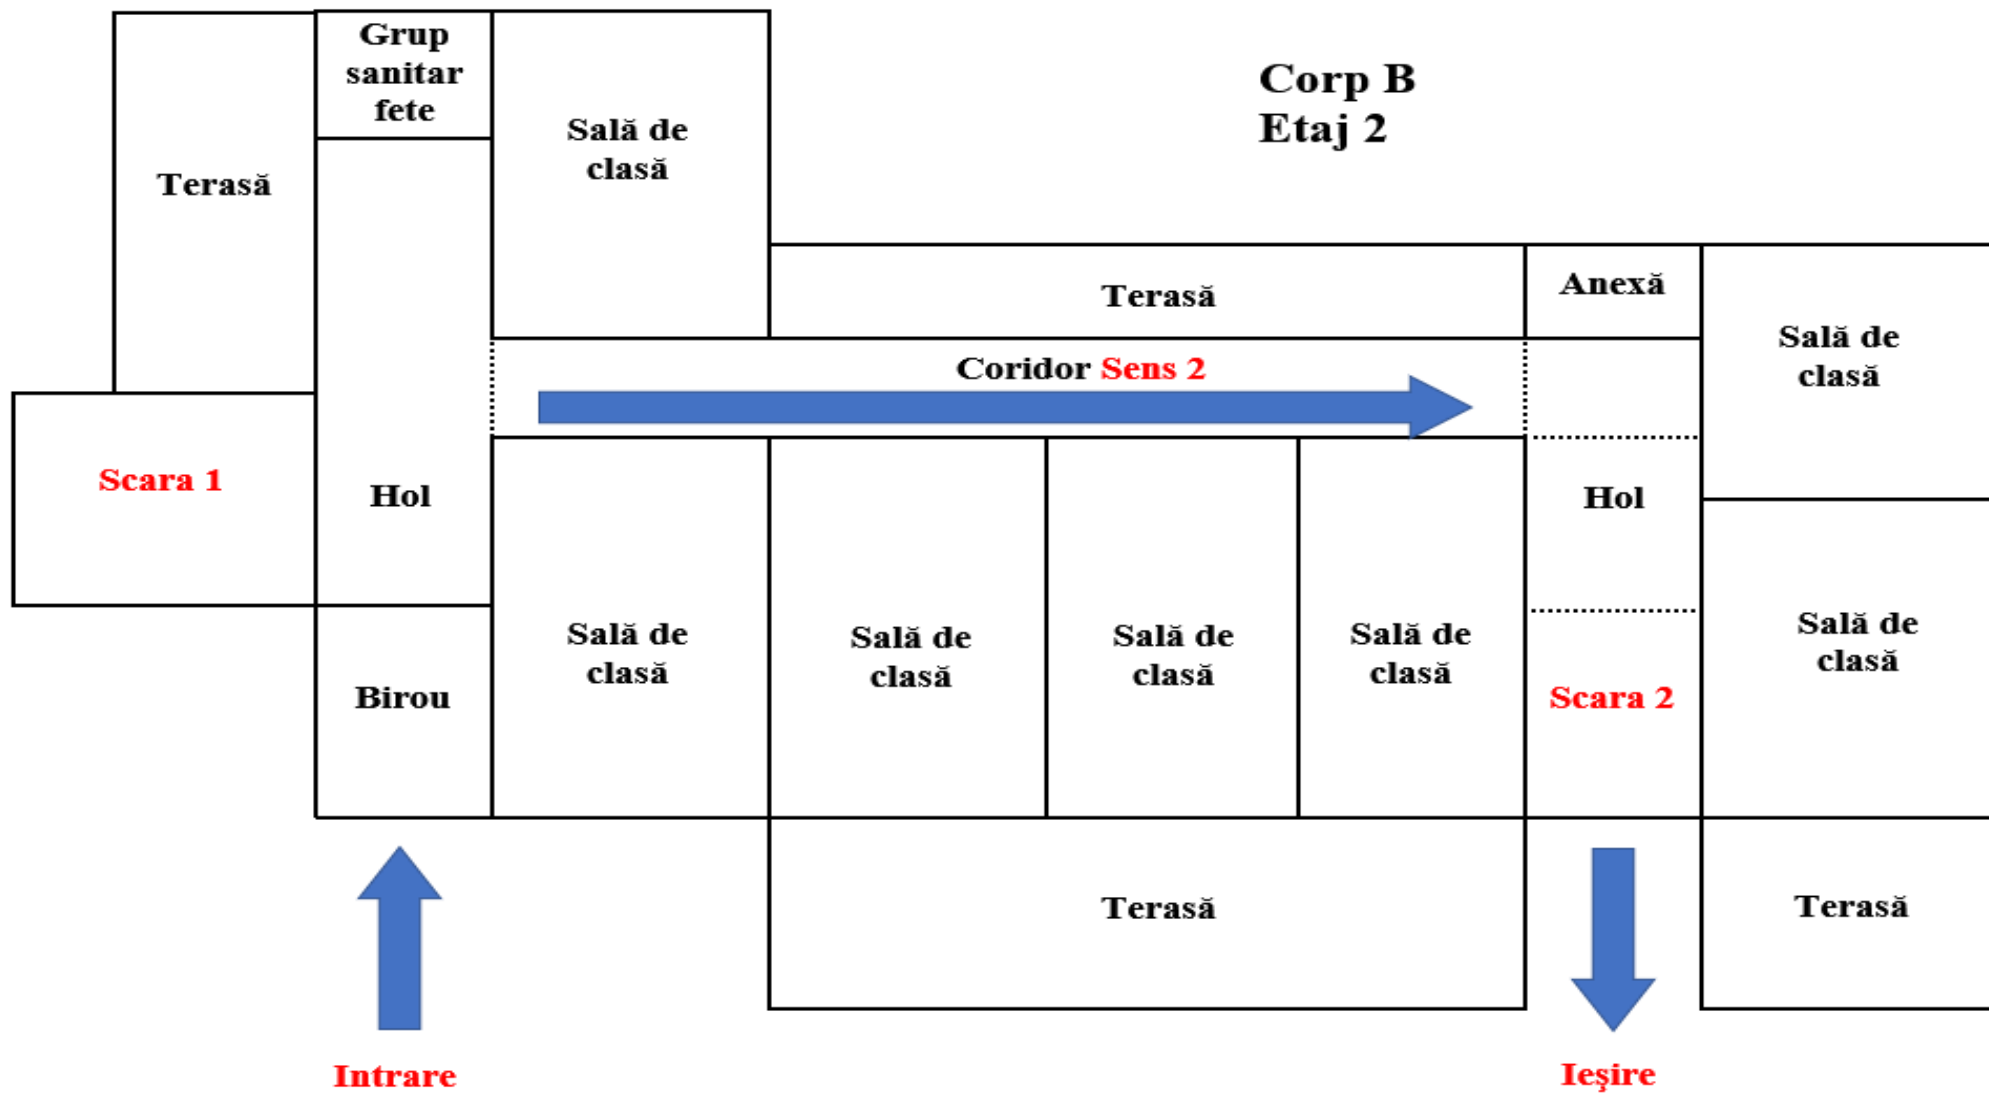 Grup
sanitar
fete
Sală de
clasă
Corp B
Etaj 2
Terasă
Terasă
Anexă
Sală de
clasă
Coridor Sens 2
Scara 1
Hol
Hol
Sală de
clasă
Sală de
clasă
Sală de
clasă
Sală de
clasă
Sală de
clasă
Birou
Scara 2
Terasă
Terasă
Intrare
Ieşire